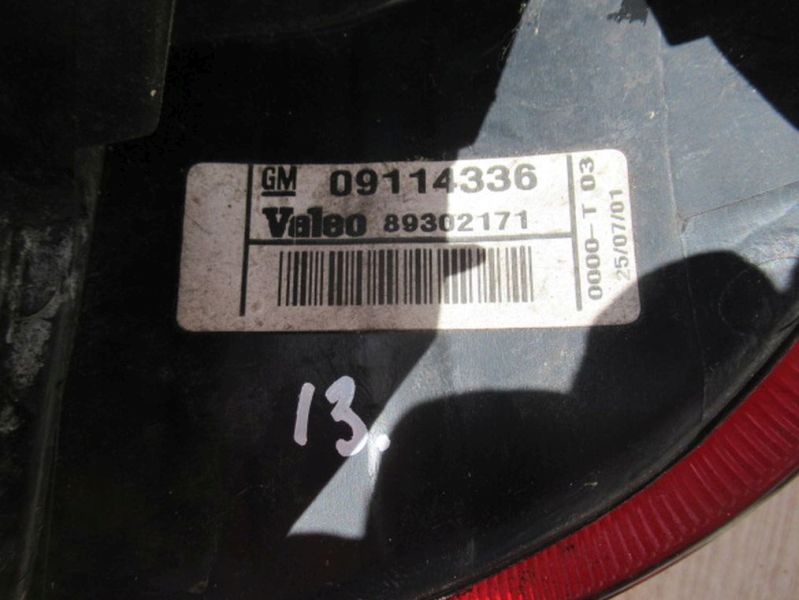 GM 09114336
Valeo 89302171
0000-T 03
25/07/01
13.